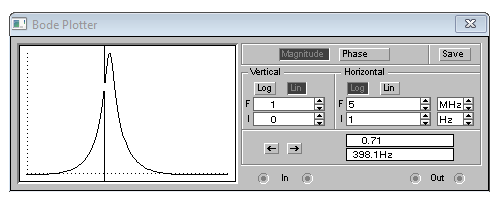 Bode Plotter
Magnitude Phase Save
Vertical Horizontal
Log Lin Log Lin
F 1 F 5 MHz
I 0 I 1 Hz
0.71
← → 398.1Hz
In Out